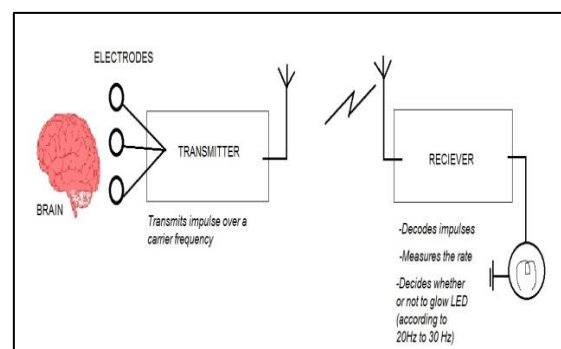 ELECTRODES
TRANSMITTER
RECIEVER
BRAIN
Transmits impulse over a
carrier frequency
-Decodes impulses
-Measures the rate
-Decides whether
or not to glow LED
(according to
20Hz to 30 Hz)